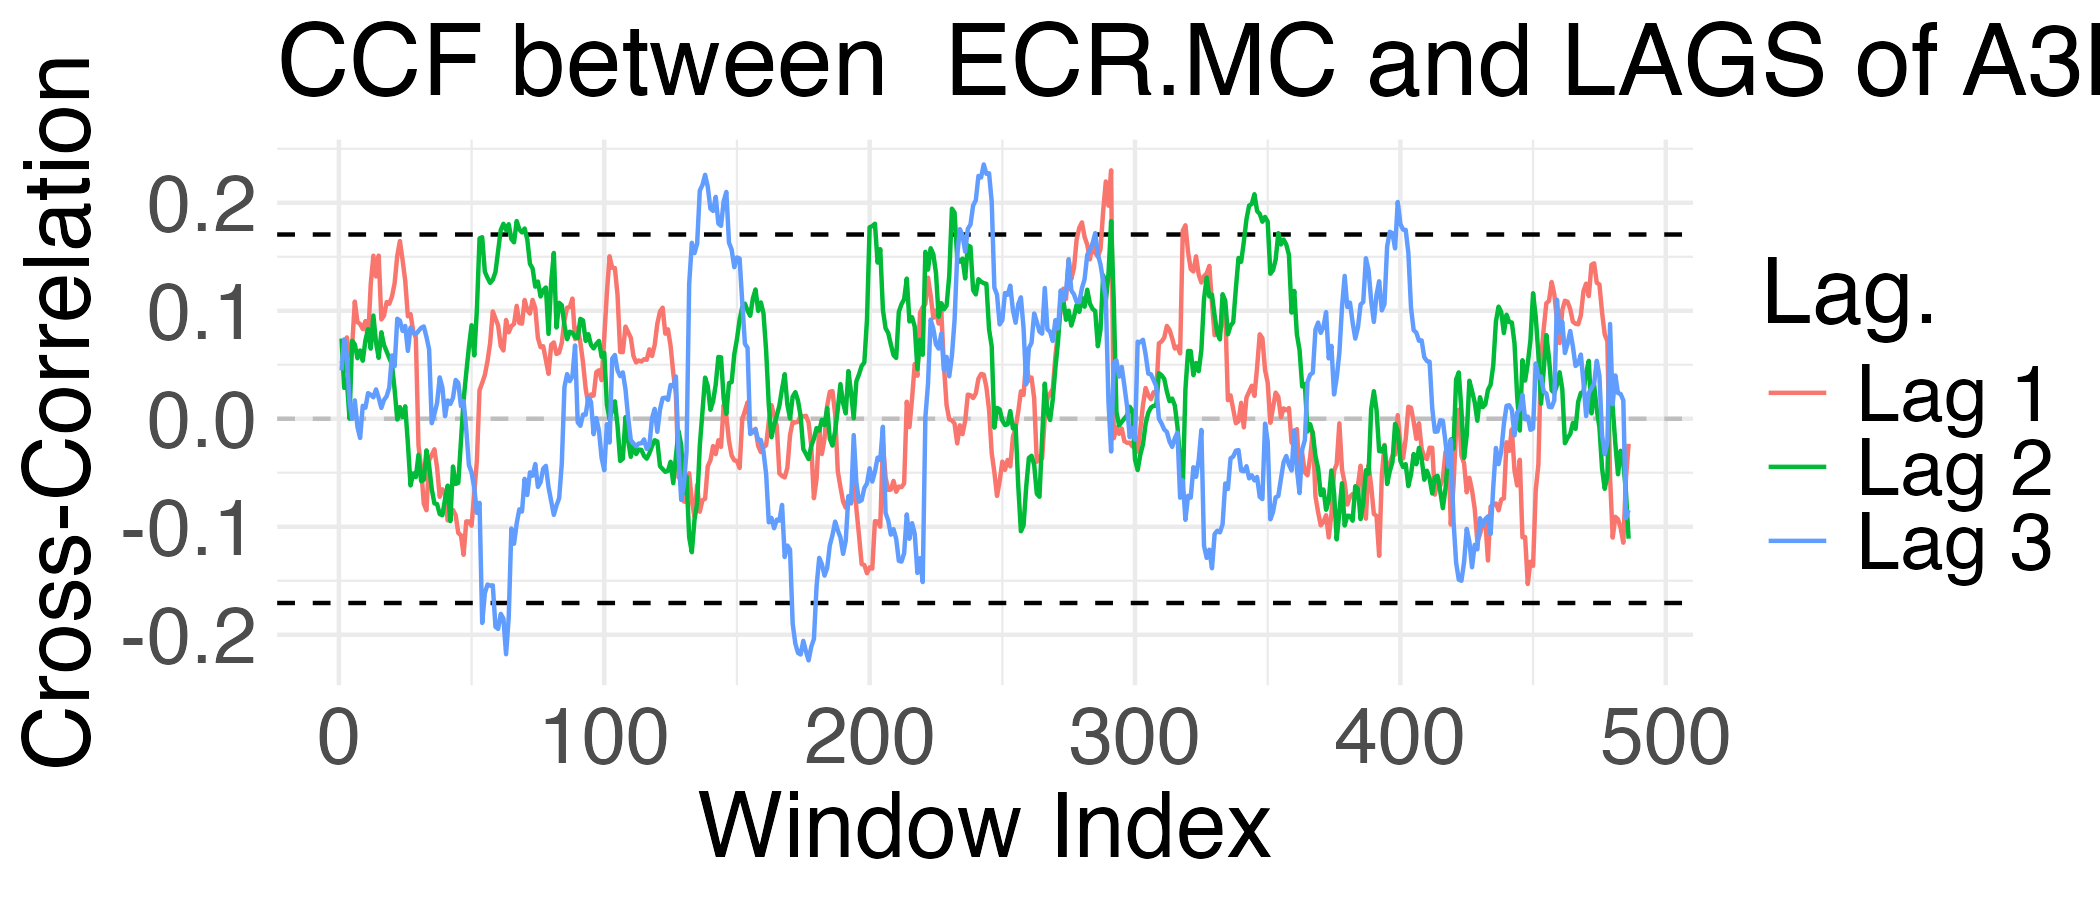 CCF between ECR.MC and LAGS of
Cross-Correlation
0.2
0.1
0.0
-0.1
-0.2
0 100 200 300 400 500
Window Index
Lag.
Lag 1
Lag 2
Lag 3